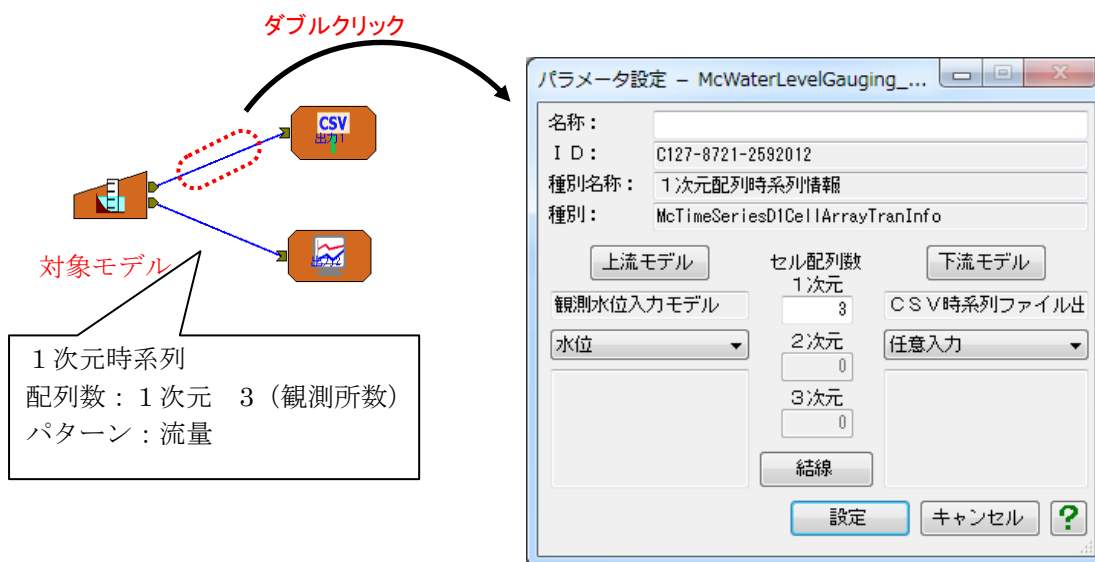 ダブルクリック
CSV
出力1
出力2
対象モデル
１次元時系列
配列数：１次元　３（観測所数）
パターン：流量
パラメータ設定 － McWaterLevelGauging_...
名称：
ＩＤ：
C127-8721-2592012
種別名称：
１次元配列時系列情報
種別：
McTimeSeriesD1CellArrayTranInfo
上流モデル
セル配列数
下流モデル
１次元
観測水位入力モデル
3
ＣＳＶ時系列ファイル出
水位
２次元
任意入力
0
３次元
0
結線
設定
キャンセル
?